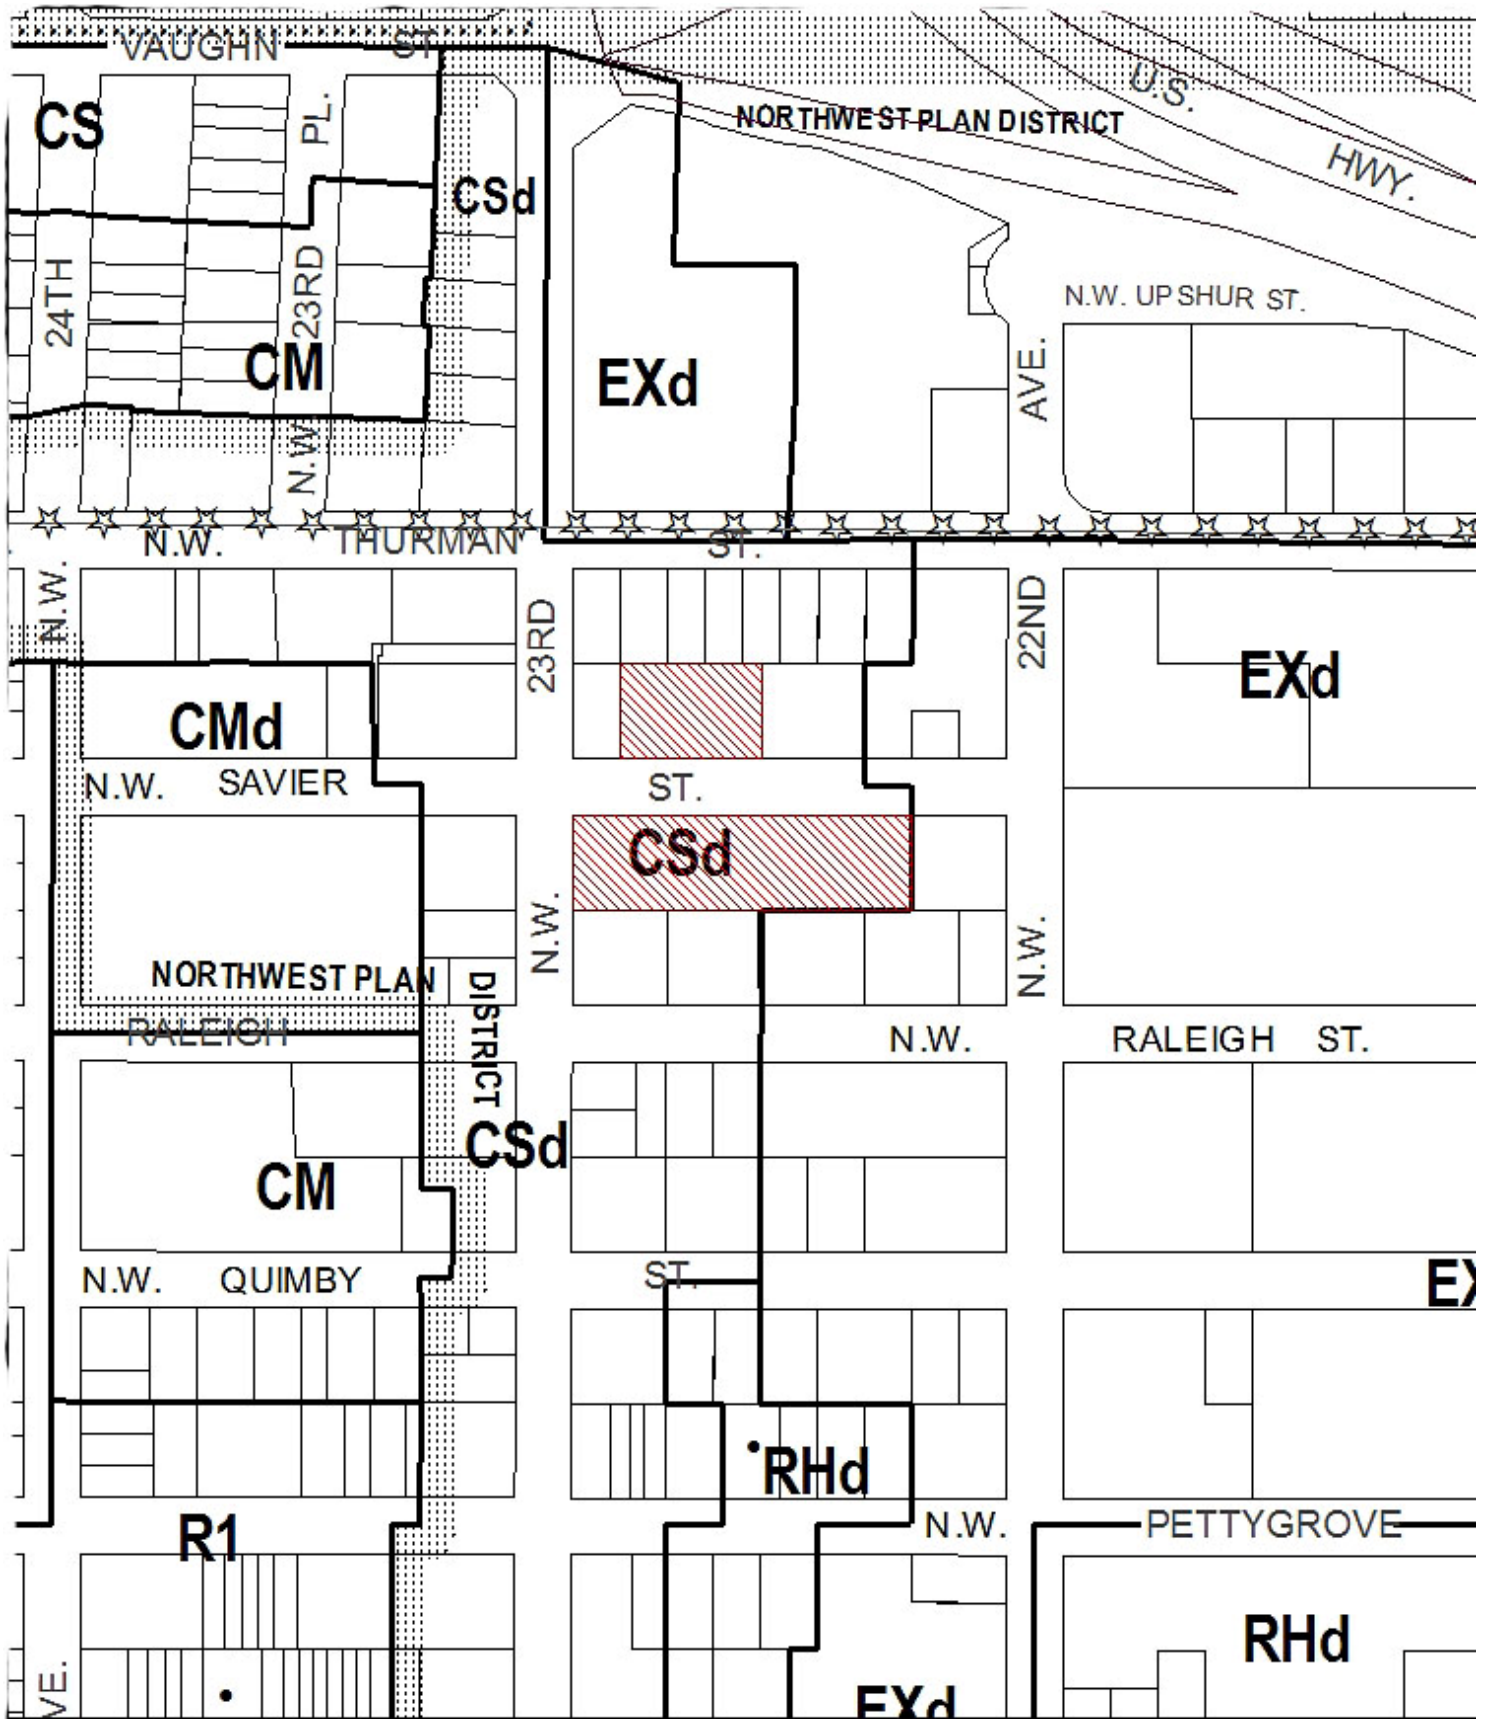 VAUGHN ST
U.S.
HWY.
NORTHWEST PLAN DISTRICT
CS
PL.
CSd
24TH
23RD
N.W
CM
EXd
N.W. UPSHUR ST.
AVE.
N.W. THURMAN ST.
N.W.
23RD
22ND
CMd
EXd
N.W. SAVIER ST.
CSd
N.W.
N.W.
NORTHWEST PLAN
DISTRICT
RALEIGH
N.W. RALEIGH ST.
CSd
CM
N.W. QUIMBY ST.
RHd
R1
N.W. PETTYGROVE
RHd
EXd